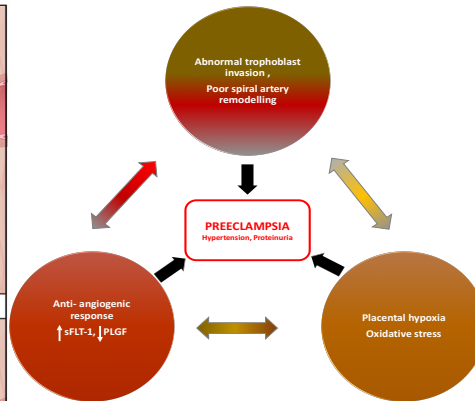 Abnormal trophoblast
invasion ,
Poor spiral artery
remodelling
PREECLAMPSIA
Hypertension, Proteinuria
Anti- angiogenic
response
↑ sFLT-1, ↓ PLGF
Placental hypoxia
Oxidative stress